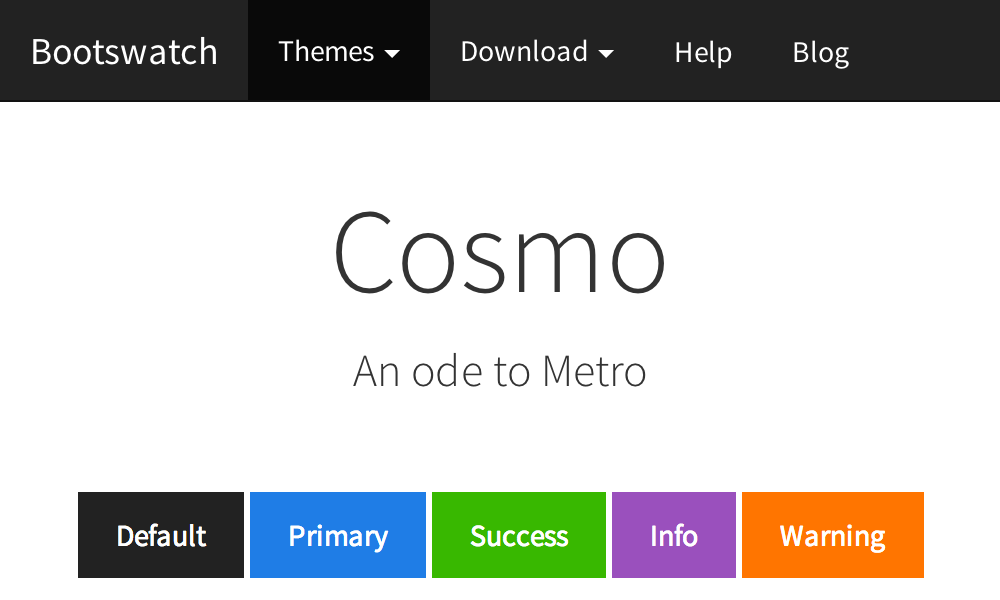 Bootswatch Themes Download Help Blog
Cosmo
An ode to Metro
Default Primary Success Info Warning